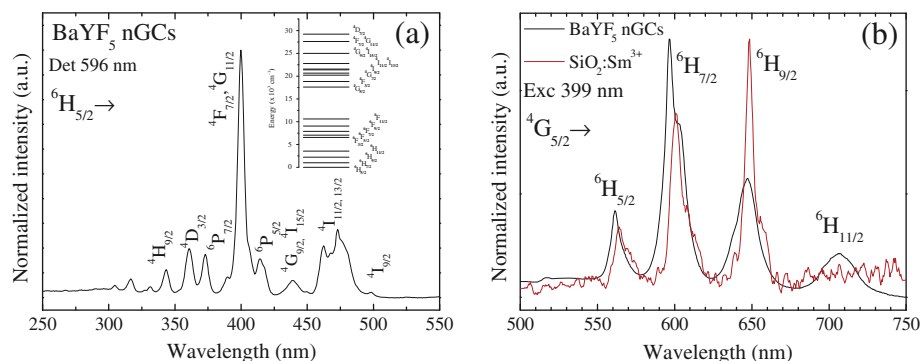 BaYF₅ nGCs
(a)
Det 596 nm
⁶H₅/₂→
⁴F₇/₂, ⁴G₁₁/₂
Energy (x 10³ cm⁻¹)
30
25
20
15
10
5
0
⁴H₉/₂
⁴D₃/₂
⁶P₇/₂
⁶P₅/₂
⁴G₉/₂, ⁴I₁₅/₂
⁴I₁₁/₂, ₁₃/₂
⁴I₉/₂
Normalized intensity (a.u.)
250 300 350 400 450 500 550
Wavelength (nm)
BaYF₅ nGCs
(b)
SiO₂:Sm³⁺
Exc 399 nm
⁴G₅/₂→
⁶H₅/₂
⁶H₇/₂
⁶H₉/₂
⁶H₁₁/₂
Normalized intensity (a.u.)
500 550 600 650 700 750
Wavelength (nm)